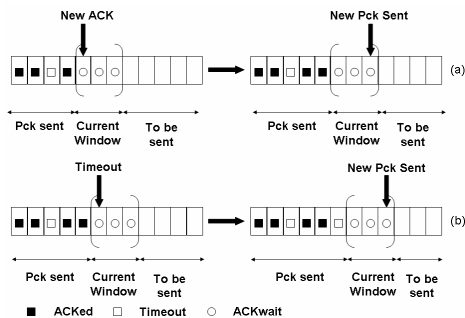 New ACK
New Pck Sent
(a)
Pck sent
Current
Window
To be
sent
Pck sent
Current
Window
To be
sent
Timeout
New Pck Sent
(b)
Pck sent
Current
Window
To be
sent
Pck sent
Current
Window
To be
sent
ACKed
Timeout
ACKwait